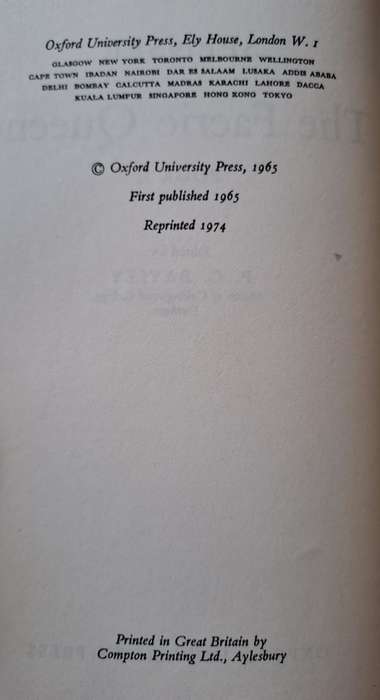 Oxford University Press, Ely House, London W. 1
GLASGOW NEW YORK TORONTO MELBOURNE WELLINGTON
CAPE TOWN IBADAN NAIROBI DAR ES SALAAM LUSAKA ADDIS ABABA
DELHI BOMBAY CALCUTTA MADRAS KARACHI LAHORE DACCA
KUALA LUMPUR SINGAPORE HONG KONG TOKYO
© Oxford University Press, 1965
First published 1965
Reprinted 1974
Printed in Great Britain by
Compton Printing Ltd., Aylesbury